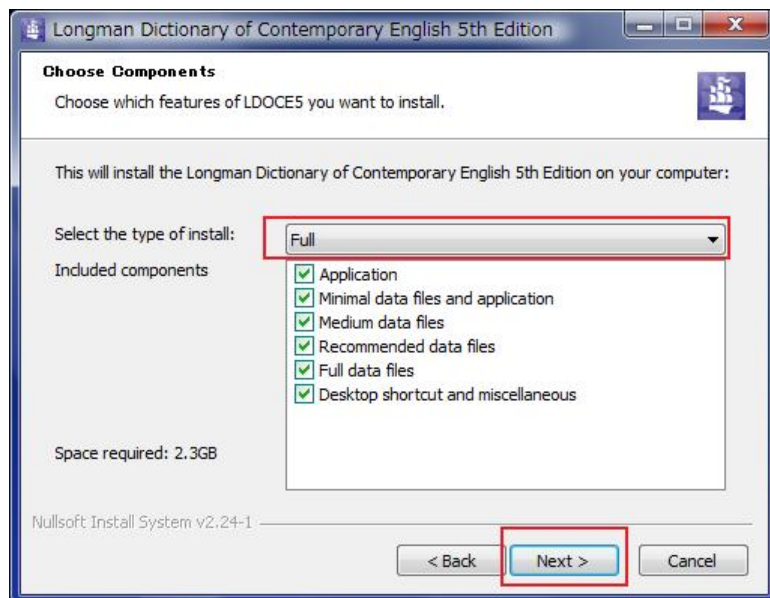 Longman Dictionary of Contemporary English 5th Edition
Choose Components
Choose which features of LDOCE5 you want to install.
This will install the Longman Dictionary of Contemporary English 5th Edition on your computer:
Select the type of install:
Full
Included components
Application
Minimal data files and application
Medium data files
Recommended data files
Full data files
Desktop shortcut and miscellaneous
Space required: 2.3GB
Nullsoft Install System v2.24-1
< Back Next > Cancel